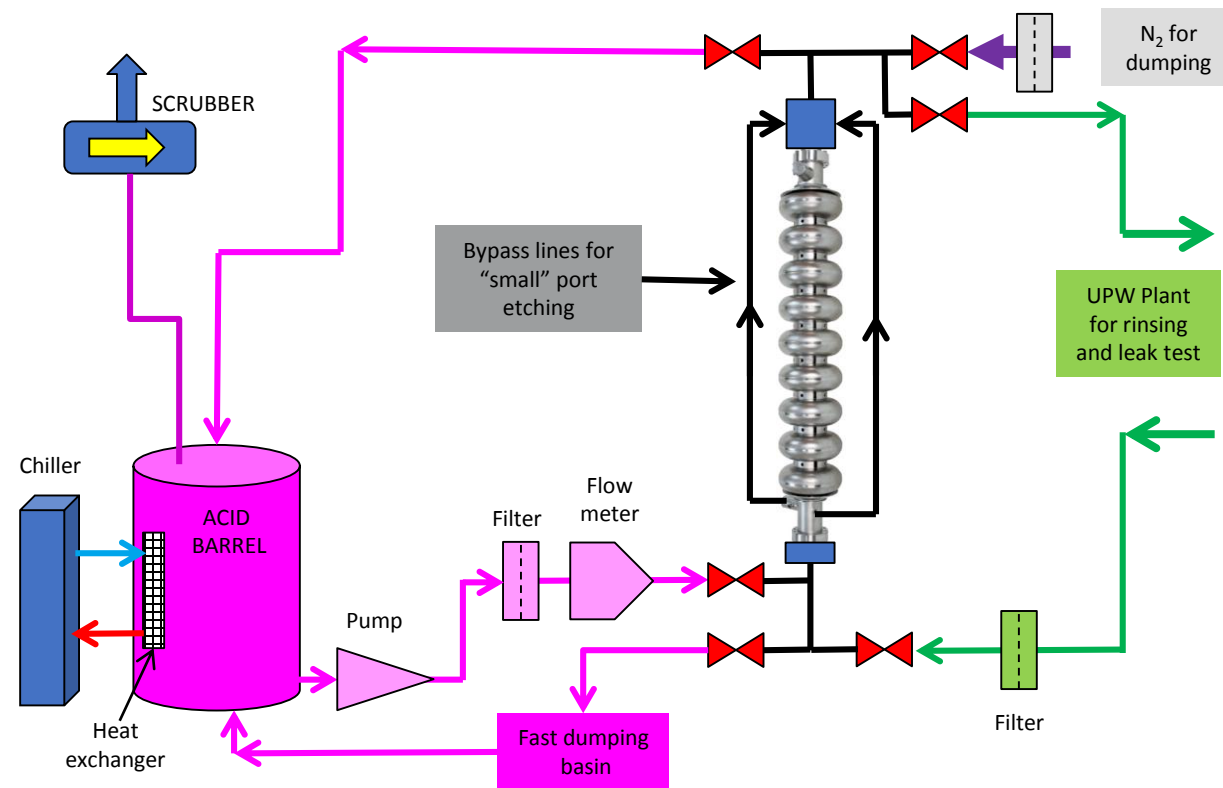 N₂ for
dumping
SCRUBBER
Bypass lines for
“small” port
etching
UPW Plant
for rinsing
and leak test
Chiller
ACID
BARREL
Filter
Flow
meter
Pump
Heat
exchanger
Fast dumping
basin
Filter